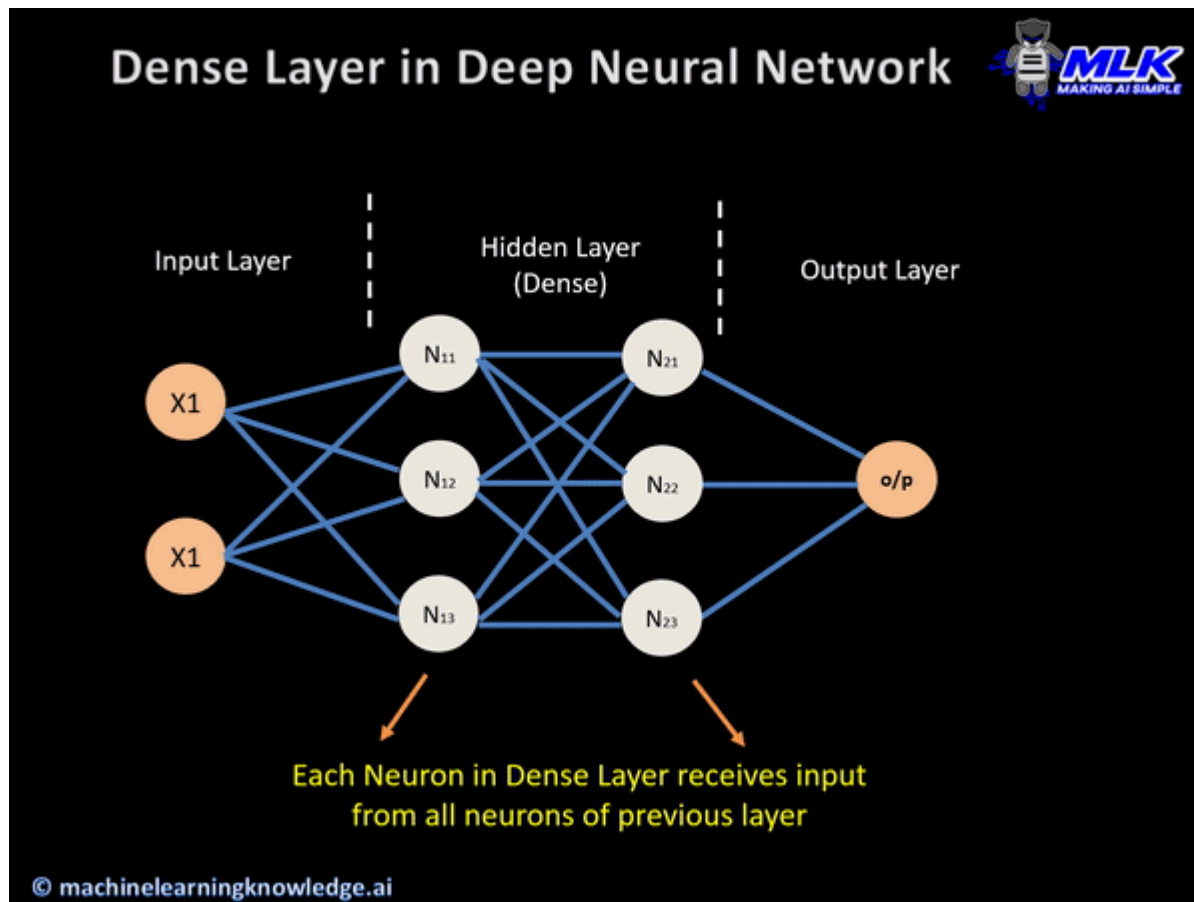 Dense Layer in Deep Neural Network
MLK
MAKING AI SIMPLE
Input Layer
Hidden Layer
(Dense)
Output Layer
N₁₁
N₂₁
X1
N₁₂
N₂₂
o/p
X1
N₁₃
N₂₃
Each Neuron in Dense Layer receives input
from all neurons of previous layer
© machinelearningknowledge.ai